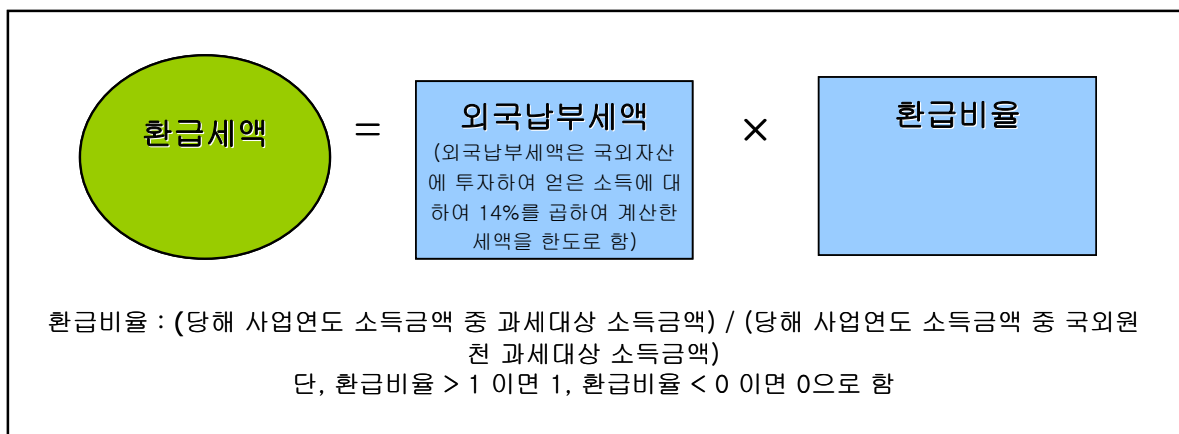 환급세액
=
외국납부세액
(외국납부세액은 국외자산
에 투자하여 얻은 소득에 대
하여 14%를 곱하여 계산한
세액을 한도로 함)
×
환급비율
환급비율 : (당해 사업연도 소득금액 중 과세대상 소득금액) / (당해 사업연도 소득금액 중 국외원
천 과세대상 소득금액)
단, 환급비율 > 1 이면 1, 환급비율 < 0 이면 0으로 함